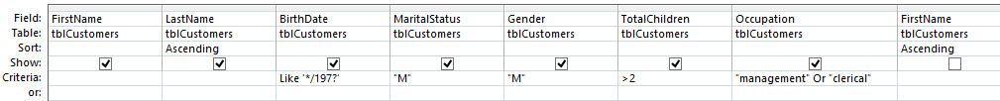 Field: FirstName LastName BirthDate MaritalStatus Gender TotalChildren Occupation FirstName
Table: tblCustomers tblCustomers tblCustomers tblCustomers tblCustomers tblCustomers tblCustomers tblCustomers
Sort: Ascending Ascending
Show:
Criteria: Like '*/197?' "M" "M" >2 "management" Or "clerical"
or: